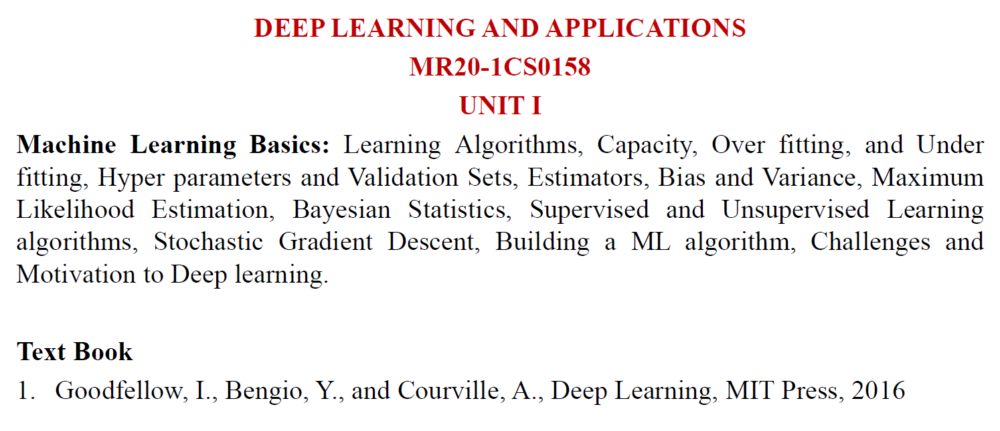 DEEP LEARNING AND APPLICATIONS
MR20-1CS0158
UNIT I
Machine Learning Basics: Learning Algorithms, Capacity, Over fitting, and Under
fitting, Hyper parameters and Validation Sets, Estimators, Bias and Variance, Maximum
Likelihood Estimation, Bayesian Statistics, Supervised and Unsupervised Learning
algorithms, Stochastic Gradient Descent, Building a ML algorithm, Challenges and
Motivation to Deep learning.
Text Book
1. Goodfellow, I., Bengio, Y., and Courville, A., Deep Learning, MIT Press, 2016